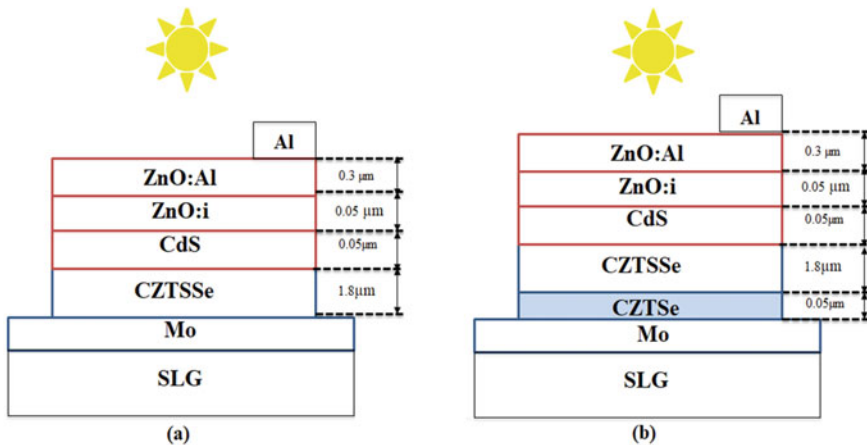 Al
ZnO:Al
0.3 µm
ZnO:i
0.05 µm
CdS
0.05µm
CZTSSe
1.8µm
Mo
SLG
(a)
Al
ZnO:Al
0.3 µm
ZnO:i
0.05 µm
CdS
0.05µm
CZTSSe
1.8µm
CZTSe
0.05µm
Mo
SLG
(b)